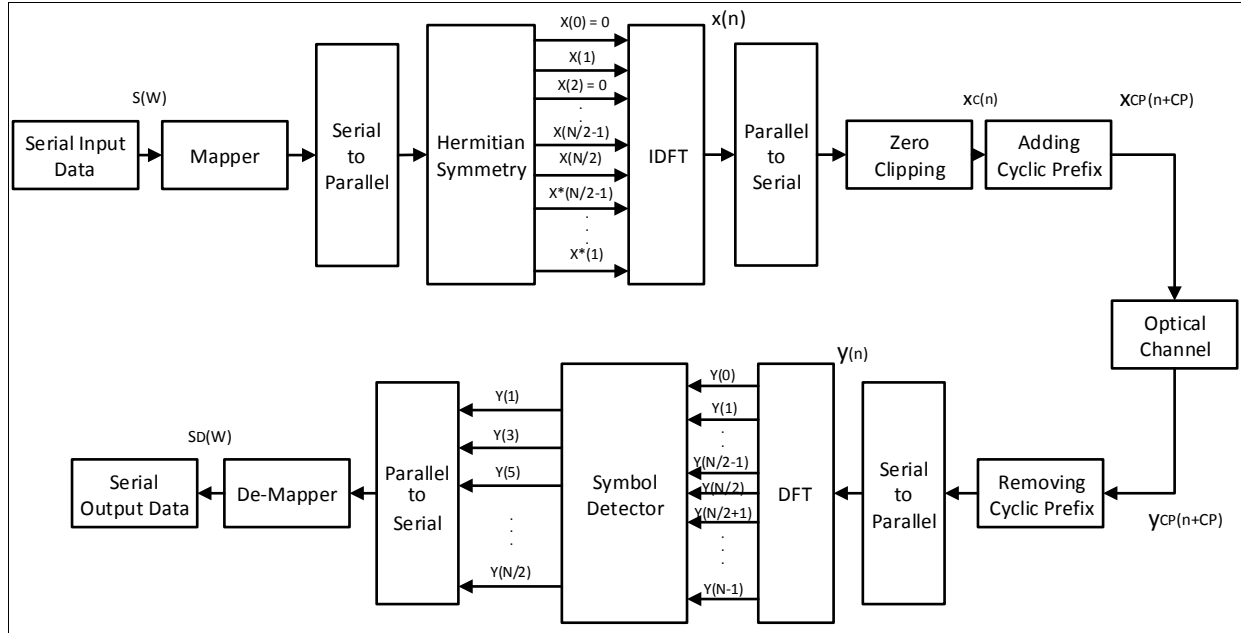 S(W)
Serial Input
Data
Mapper
Serial
to
Parallel
Hermitian
Symmetry
X(0) = 0
X(1)
X(2) = 0
.
.
X(N/2-1)
X(N/2)
X*(N/2-1)
.
.
.
.
X*(1)
x(n)
IDFT
Parallel
to
Serial
Zero
Clipping
xC(n)
Adding
Cyclic Prefix
xCP(n+CP)
Optical
Channel
yCP(n+CP)
Removing
Cyclic Prefix
Serial
to
Parallel
y(n)
DFT
Y(0)
Y(1)
.
.
Y(N/2-1)
Y(N/2)
Y(N/2+1)
.
.
.
Y(N-1)
Symbol
Detector
Y(1)
Y(3)
Y(5)
.
.
.
.
Y(N/2)
Parallel
to
Serial
De-Mapper
SD(W)
Serial
Output Data